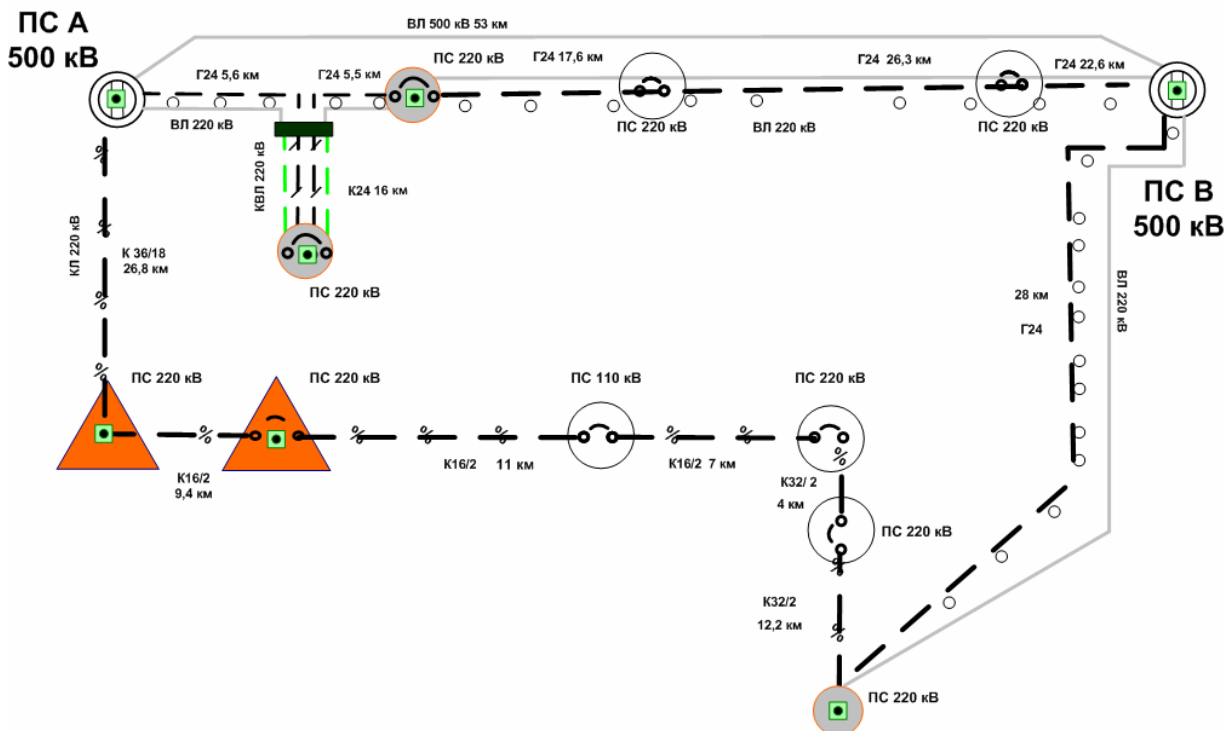 ПС А
500 кВ
ВЛ 500 кВ 53 км
Г24 5,6 км
Г24 5,5 км
ПС 220 кВ
Г24 17,6 км
Г24 26,3 км
Г24 22,6 км
ВЛ 220 кВ
ПС 220 кВ
ВЛ 220 кВ
ПС 220 кВ
КВЛ 220 кВ
К24 16 км
ПС В
500 кВ
КЛ 220 кВ
К 36/18
26,8 км
ПС 220 кВ
28 км
Г24
ВЛ 220 кВ
ПС 220 кВ
ПС 220 кВ
ПС 110 кВ
ПС 220 кВ
К16/2
9,4 км
К16/2 11 км
К16/2 7 км
К32/ 2
4 км
ПС 220 кВ
К32/2
12,2 км
ПС 220 кВ